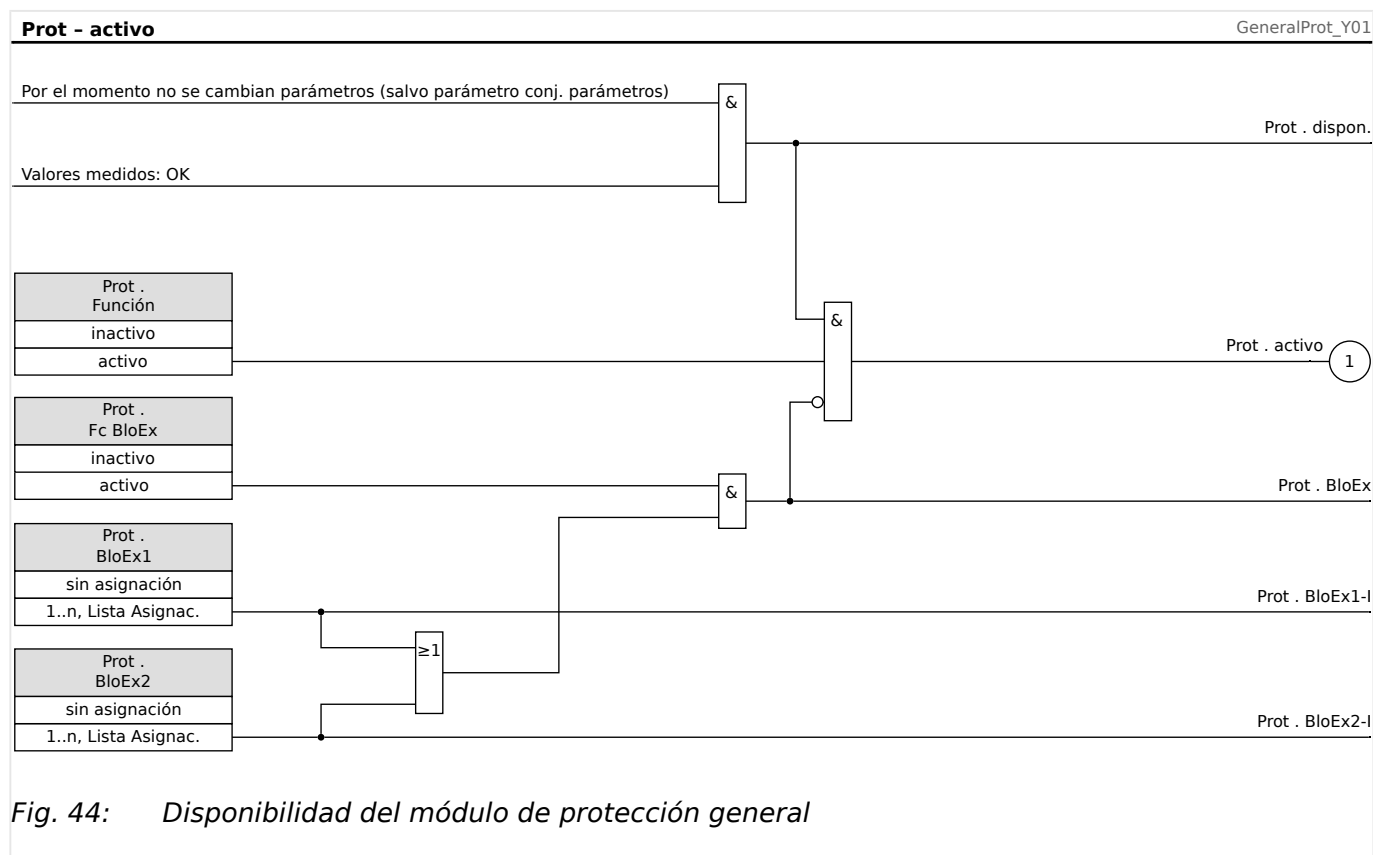 Prot – activo
GeneralProt_Y01
Por el momento no se cambian parámetros (salvo parámetro conj. parámetros)
&
Prot . dispon.
Valores medidos: OK
Prot .
Función
inactivo
activo
&
Prot . activo
1
Prot .
Fc BloEx
inactivo
activo
&
Prot . BloEx
Prot .
BloEx1
sin asignación
1..n, Lista Asignac.
Prot . BloEx1-I
≥1
Prot .
BloEx2
sin asignación
1..n, Lista Asignac.
Prot . BloEx2-I
Fig. 44: Disponibilidad del módulo de protección general